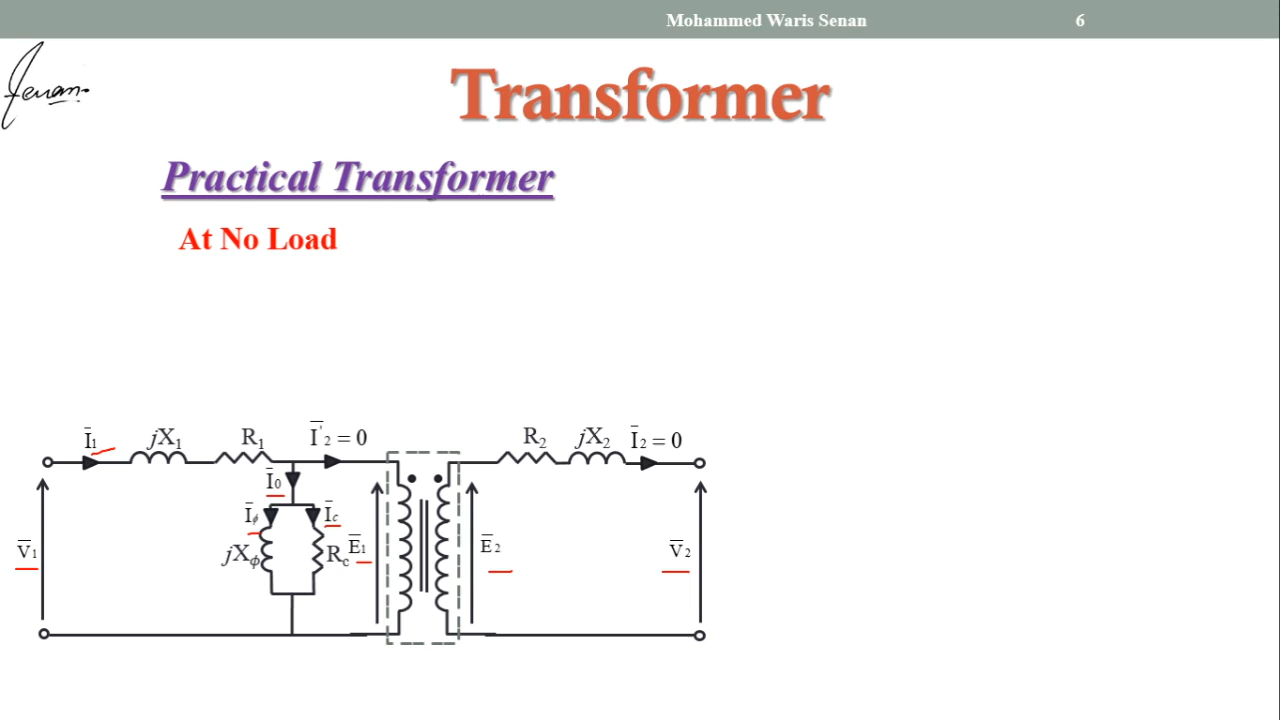 Mohammed Waris Senan 6
Senan
Transformer
Practical Transformer
At No Load
Ī₁ jX₁ R₁ Ī'₂ = 0 R₂ jX₂ Ī₂ = 0
Ī₀
Īϕ Īc
V̄₁ jXϕ Rc Ē₁ Ē₂ V̄₂